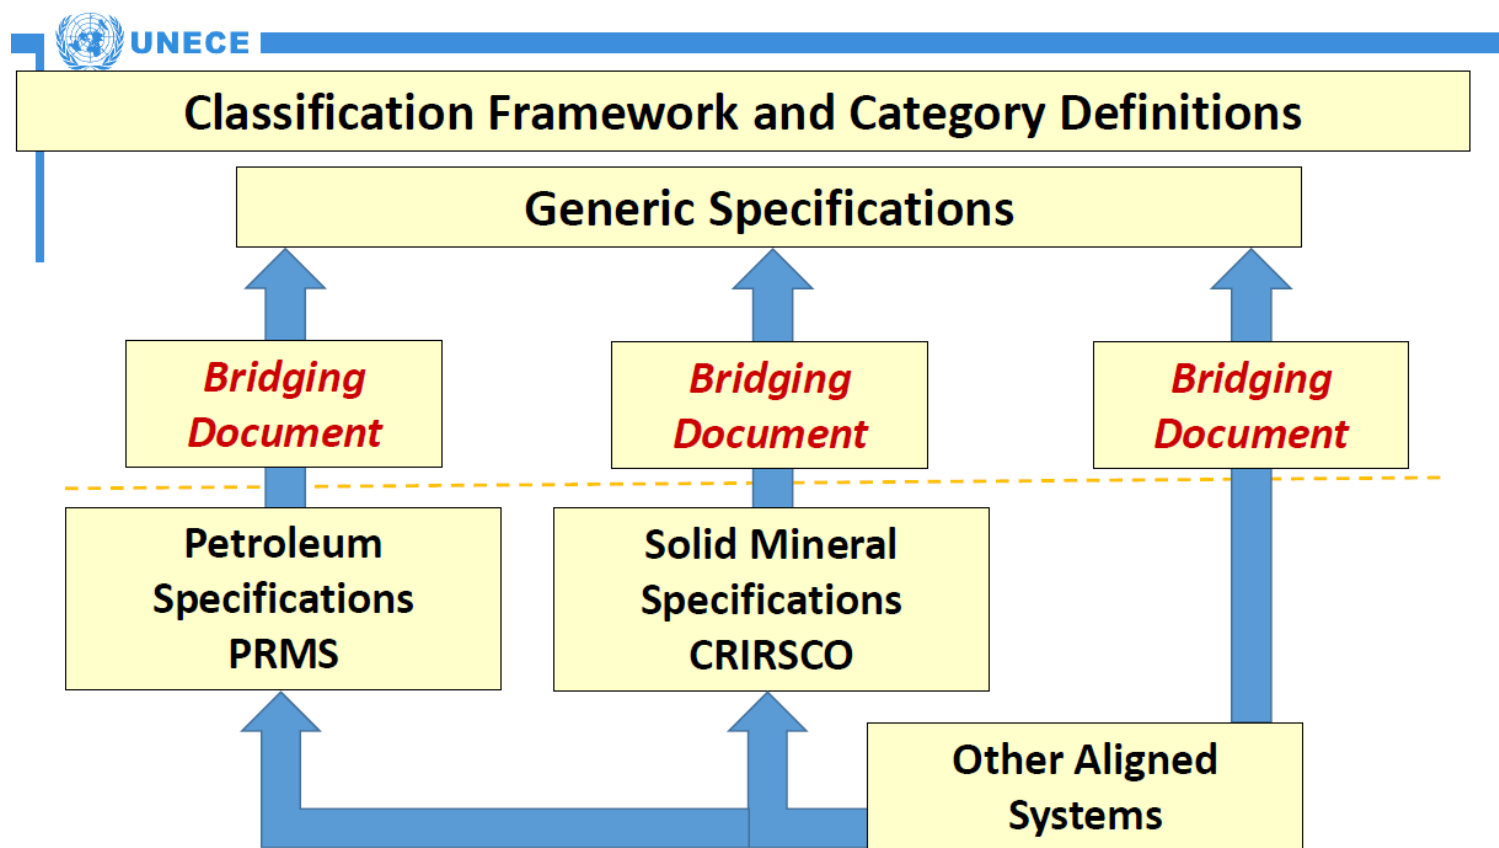 UNECE
Classification Framework and Category Definitions
Generic Specifications
Bridging
Document
Bridging
Document
Bridging
Document
Petroleum
Specifications
PRMS
Solid Mineral
Specifications
CRIRSCO
Other Aligned
Systems